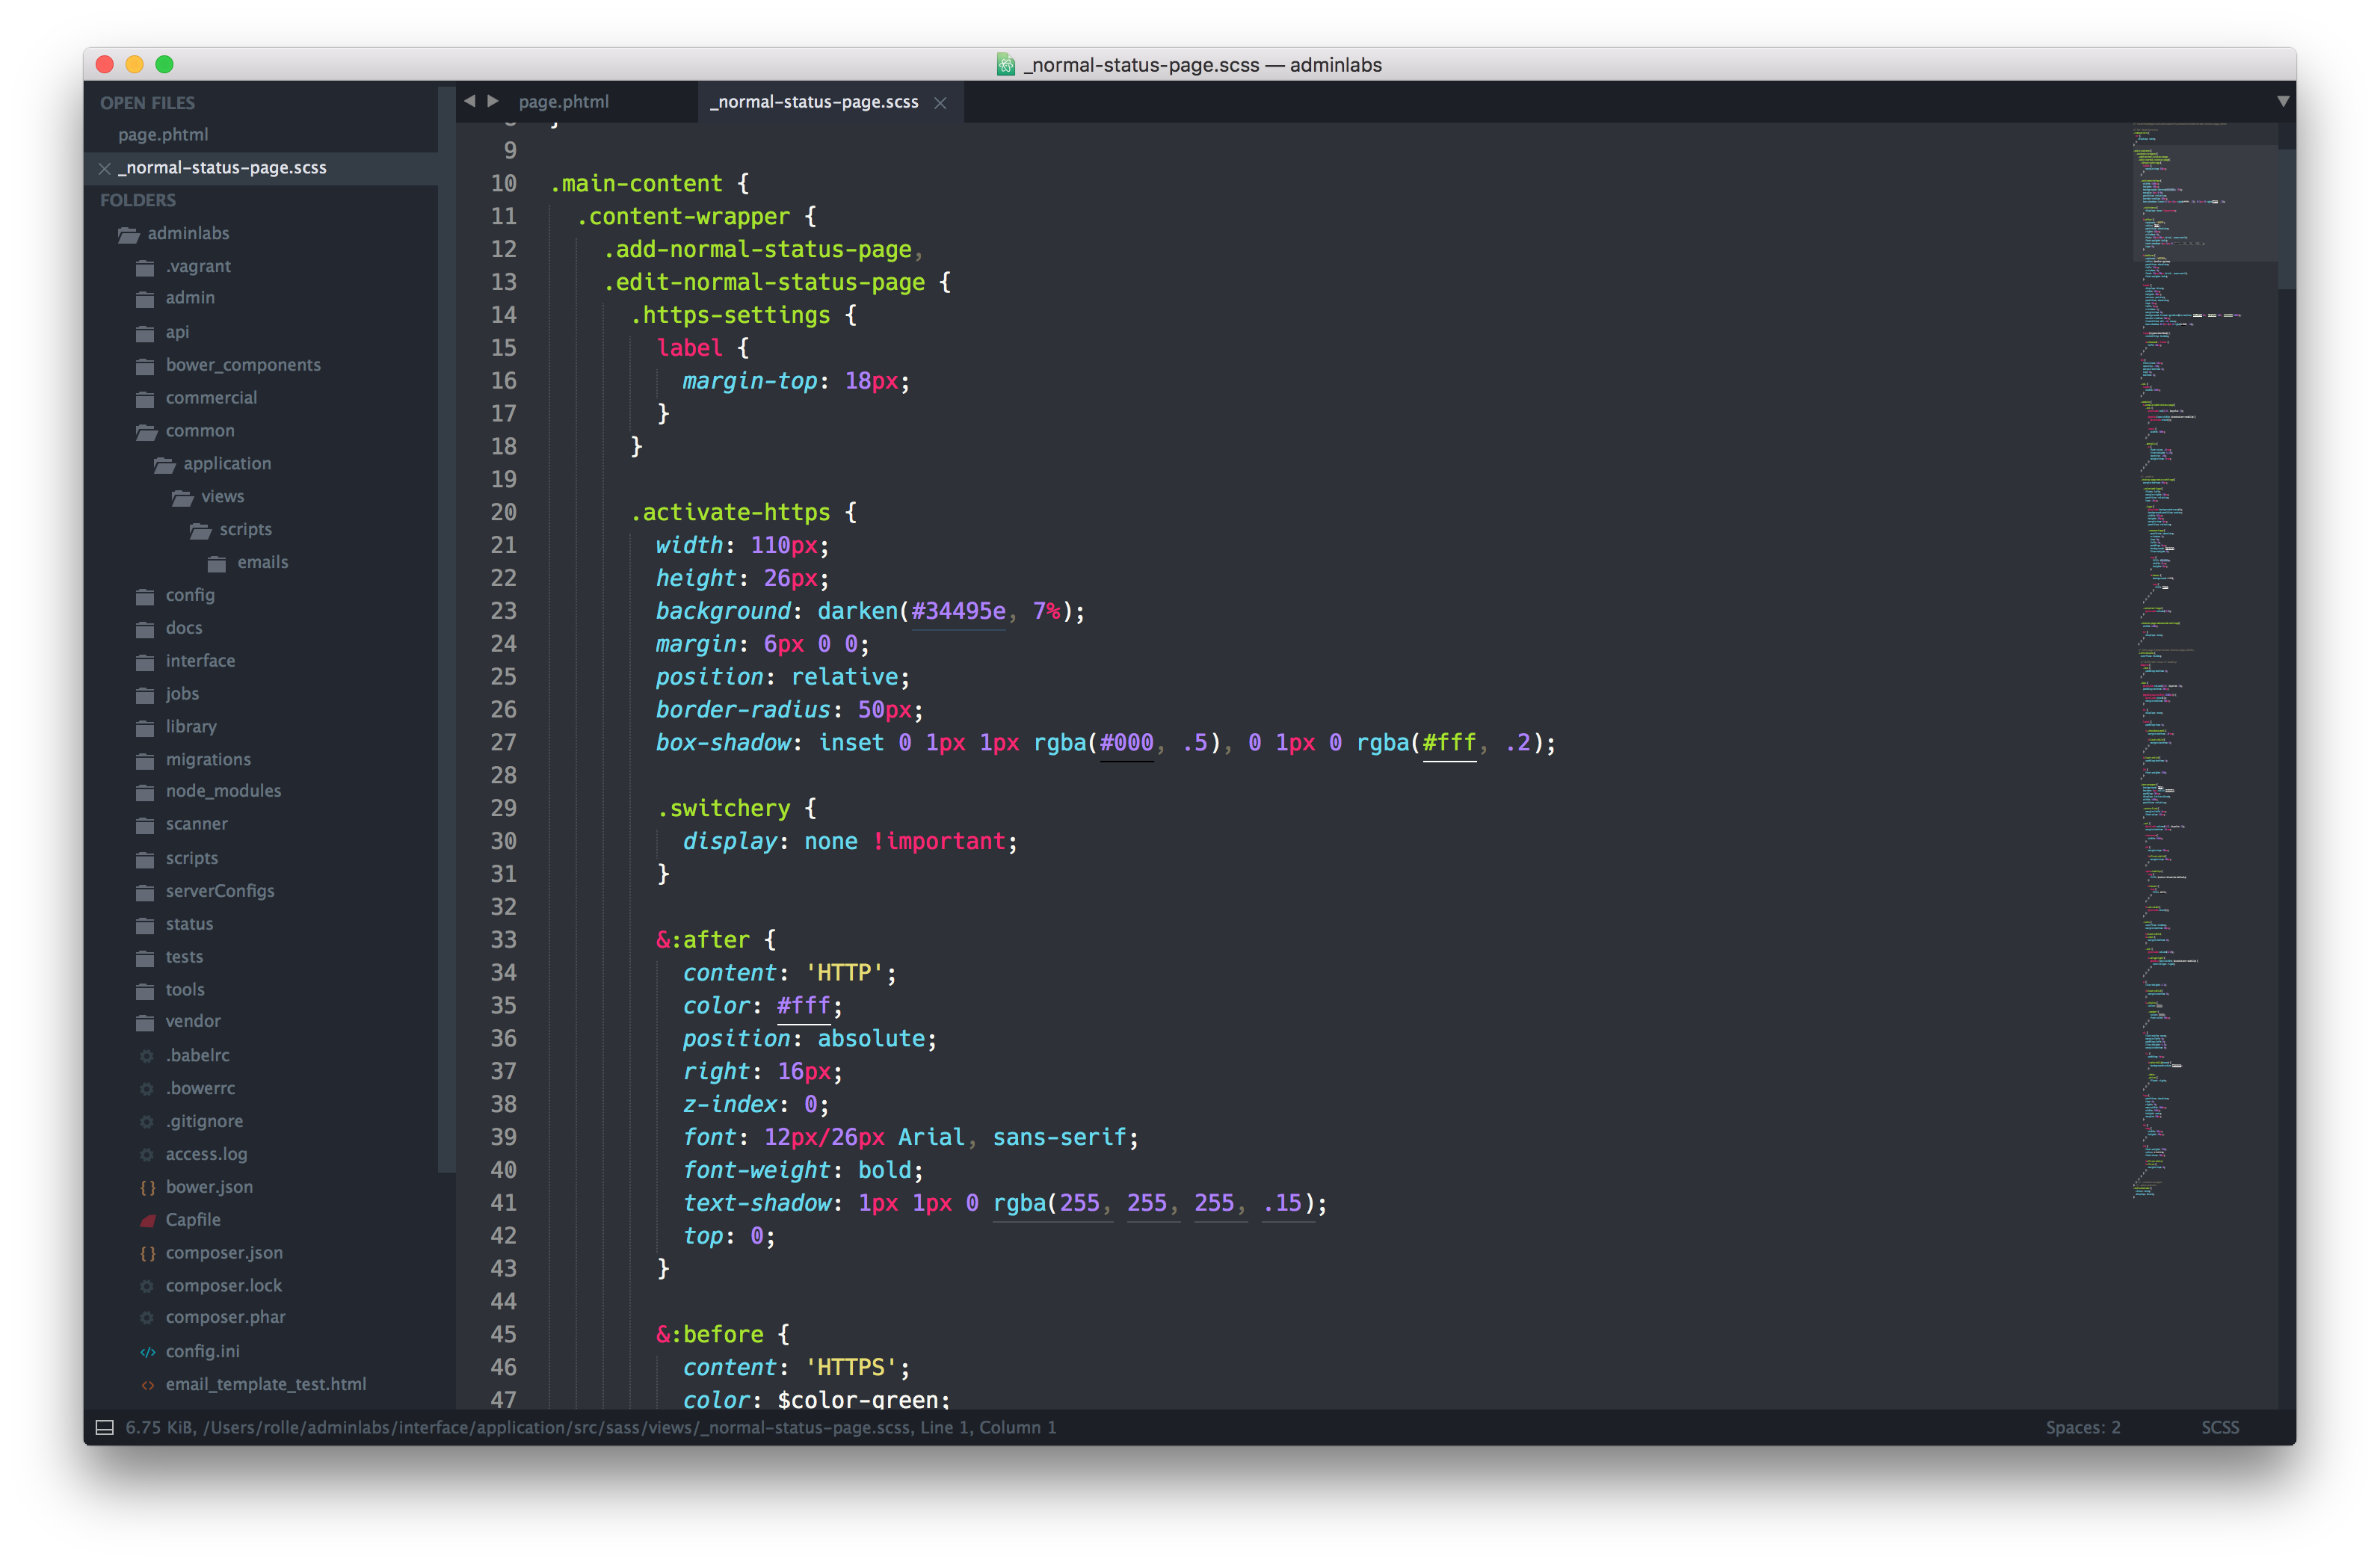 _normal-status-page.scss — adminlabs
OPEN FILES
page.phtml
_normal-status-page.scss
FOLDERS
adminlabs
.vagrant
admin
api
bower_components
commercial
common
application
views
scripts
emails
config
docs
interface
jobs
library
migrations
node_modules
scanner
scripts
serverConfigs
status
tests
tools
vendor
.babelrc
.bowerrc
.gitignore
access.log
bower.json
Capfile
composer.json
composer.lock
composer.phar
config.ini
email_template_test.html
page.phtml
_normal-status-page.scss
9
10 .main-content {
11 .content-wrapper {
12 .add-normal-status-page,
13 .edit-normal-status-page {
14 .https-settings {
15 label {
16 margin-top: 18px;
17 }
18 }
19
20 .activate-https {
21 width: 110px;
22 height: 26px;
23 background: darken(#34495e, 7%);
24 margin: 6px 0 0;
25 position: relative;
26 border-radius: 50px;
27 box-shadow: inset 0 1px 1px rgba(#000, .5), 0 1px 0 rgba(#fff, .2);
28
29 .switchery {
30 display: none !important;
31 }
32
33 &:after {
34 content: 'HTTP';
35 color: #fff;
36 position: absolute;
37 right: 16px;
38 z-index: 0;
39 font: 12px/26px Arial, sans-serif;
40 font-weight: bold;
41 text-shadow: 1px 1px 0 rgba(255, 255, 255, .15);
42 top: 0;
43 }
44
45 &:before {
46 content: 'HTTPS';
47 color: $color-green;
6.75 KiB, /Users/rolle/adminlabs/interface/application/src/sass/views/_normal-status-page.scss, Line 1, Column 1
Spaces: 2
SCSS